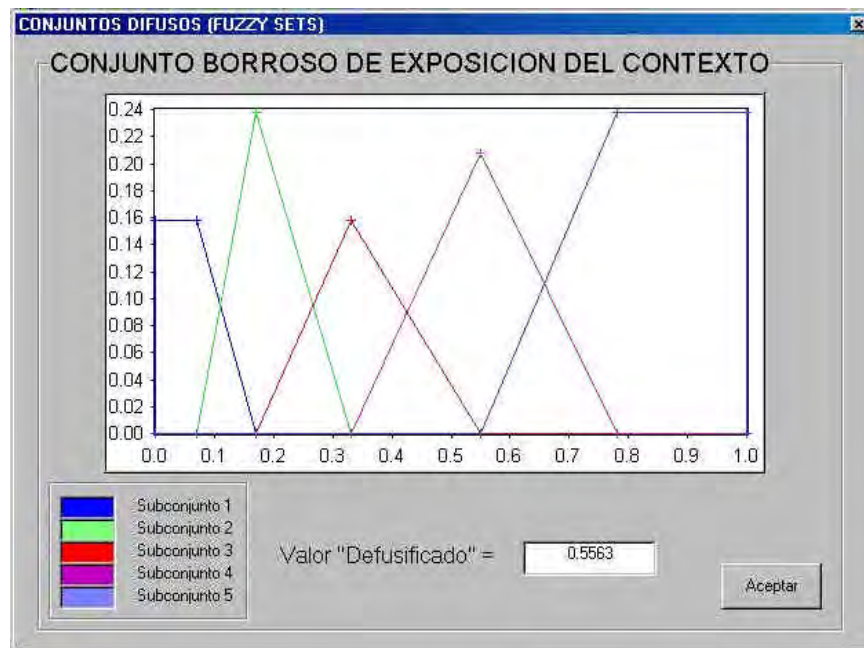 CONJUNTOS DIFUSOS (FUZZY SETS)
CONJUNTO BORROSO DE EXPOSICION DEL CONTEXTO
0.24
0.22
0.20
0.18
0.16
0.14
0.12
0.10
0.08
0.06
0.04
0.02
0.00
0.0 0.1 0.2 0.3 0.4 0.5 0.6 0.7 0.8 0.9 1.0
Subconjunto 1
Subconjunto 2
Subconjunto 3
Subconjunto 4
Subconjunto 5
Valor "Defusificado" = 0.5563
Aceptar